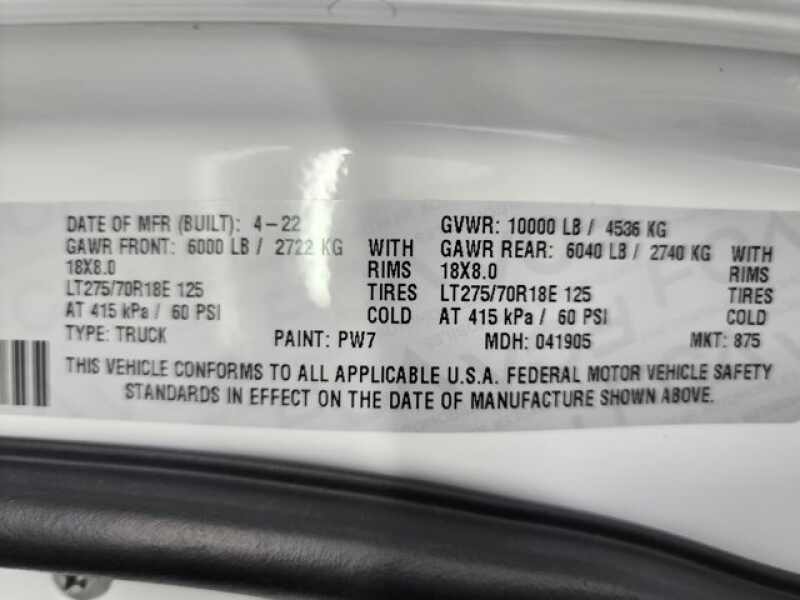 DATE OF MFR (BUILT): 4-22 GVWR: 10000 LB / 4536 KG
GAWR FRONT: 6000 LB / 2722 KG WITH GAWR REAR: 6040 LB / 2740 KG WITH
18X8.0 RIMS 18X8.0 RIMS
LT275/70R18E 125 TIRES LT275/70R18E 125 TIRES
AT 415 kPa / 60 PSI COLD AT 415 kPa / 60 PSI COLD
TYPE: TRUCK PAINT: PW7 MDH: 041905 MKT: 875
THIS VEHICLE CONFORMS TO ALL APPLICABLE U.S.A. FEDERAL MOTOR VEHICLE SAFETY
STANDARDS IN EFFECT ON THE DATE OF MANUFACTURE SHOWN ABOVE.